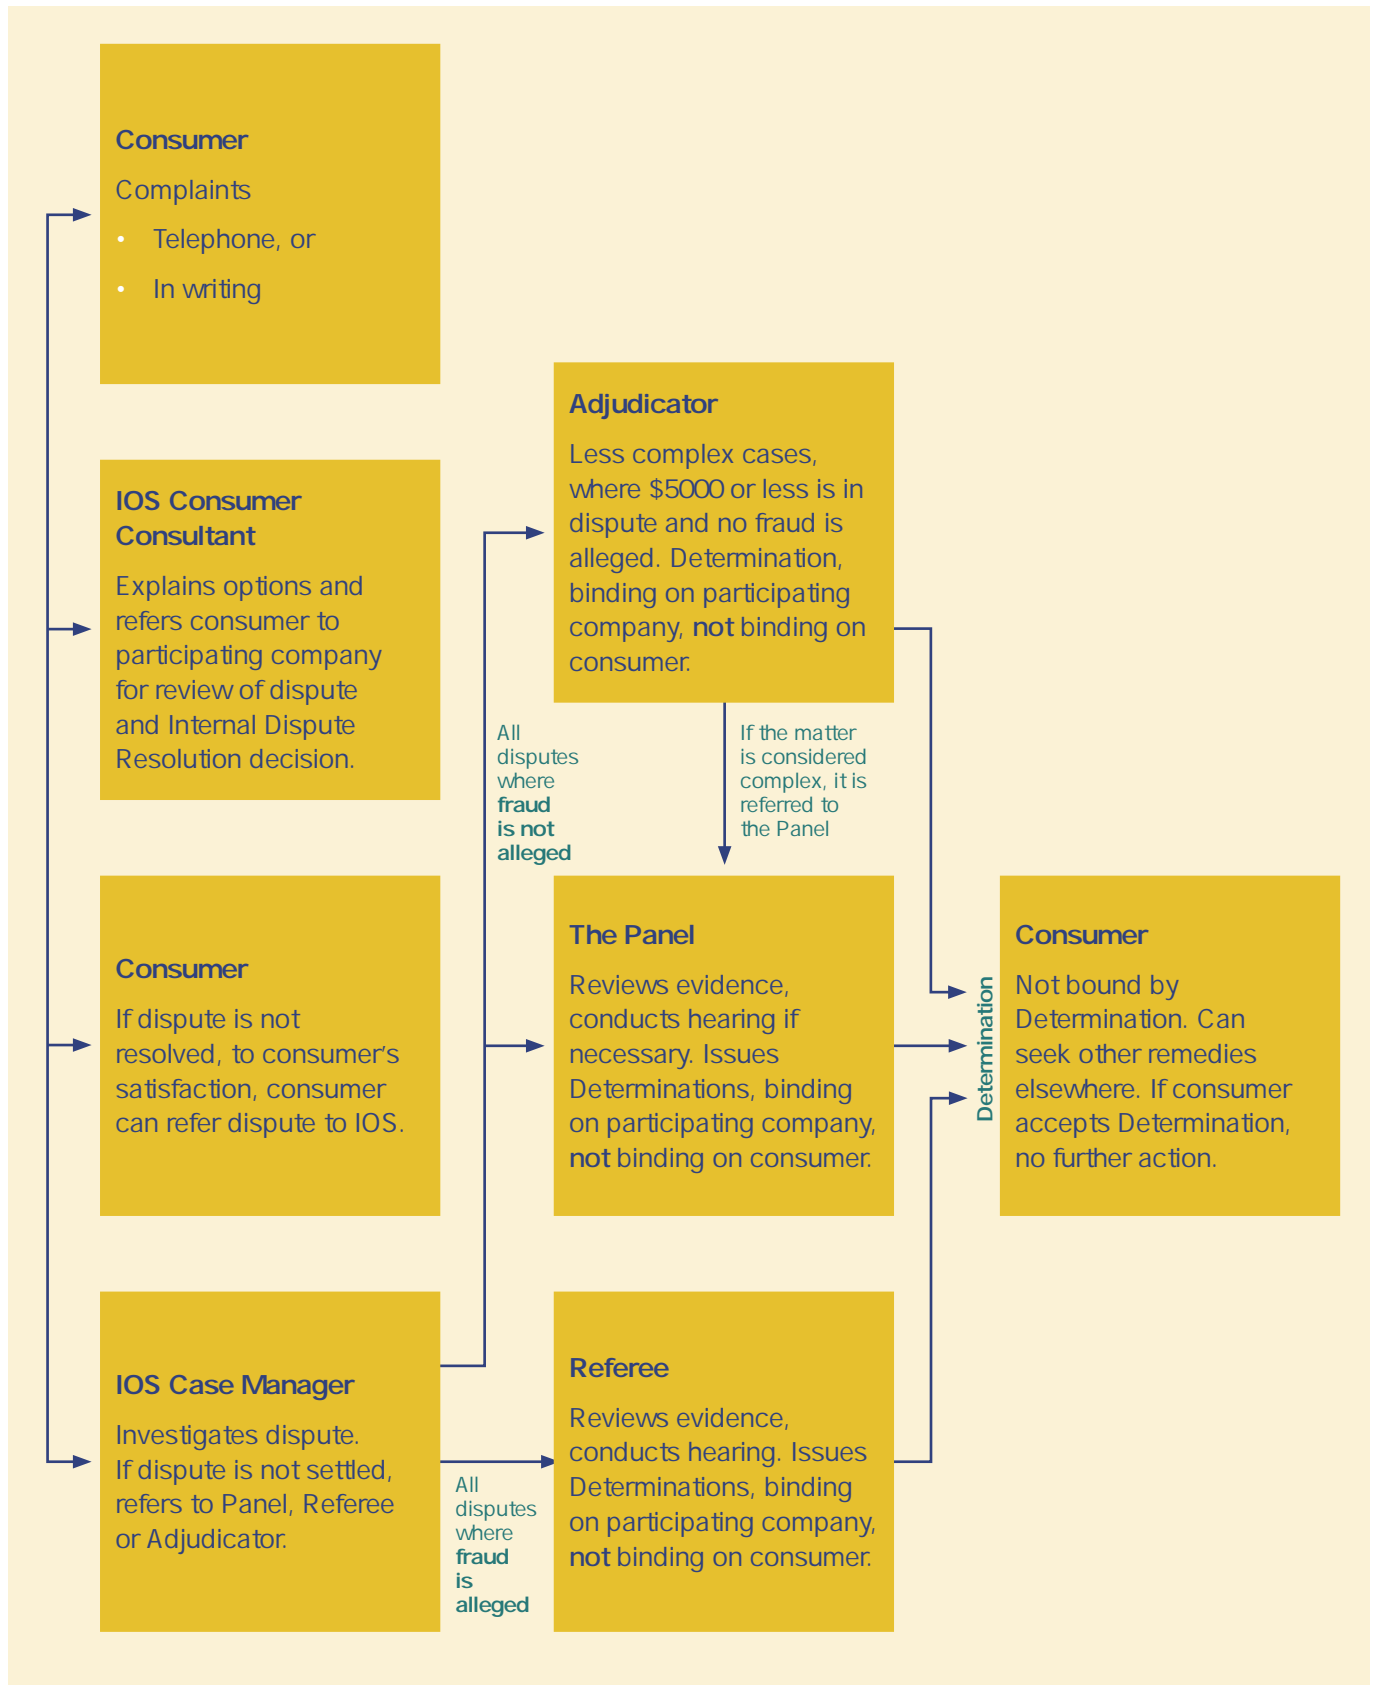 Consumer
Complaints
• Telephone, or
• In writing
IOS Consumer
Consultant
Explains options and
refers consumer to
participating company
for review of dispute
and Internal Dispute
Resolution decision.
Consumer
If dispute is not
resolved, to consumer's
satisfaction, consumer
can refer dispute to IOS.
IOS Case Manager
Investigates dispute.
If dispute is not settled,
refers to Panel, Referee
or Adjudicator.
All
disputes
where
fraud
is not
alleged
All
disputes
where
fraud
is
alleged
Adjudicator
Less complex cases,
where $5000 or less is in
dispute and no fraud is
alleged. Determination,
binding on participating
company, not binding on
consumer.
If the matter
is considered
complex, it is
referred to
the Panel
The Panel
Reviews evidence,
conducts hearing if
necessary. Issues
Determinations, binding
on participating company,
not binding on consumer.
Referee
Reviews evidence,
conducts hearing. Issues
Determinations, binding
on participating company,
not binding on consumer.
Determination
Consumer
Not bound by
Determination. Can
seek other remedies
elsewhere. If consumer
accepts Determination,
no further action.